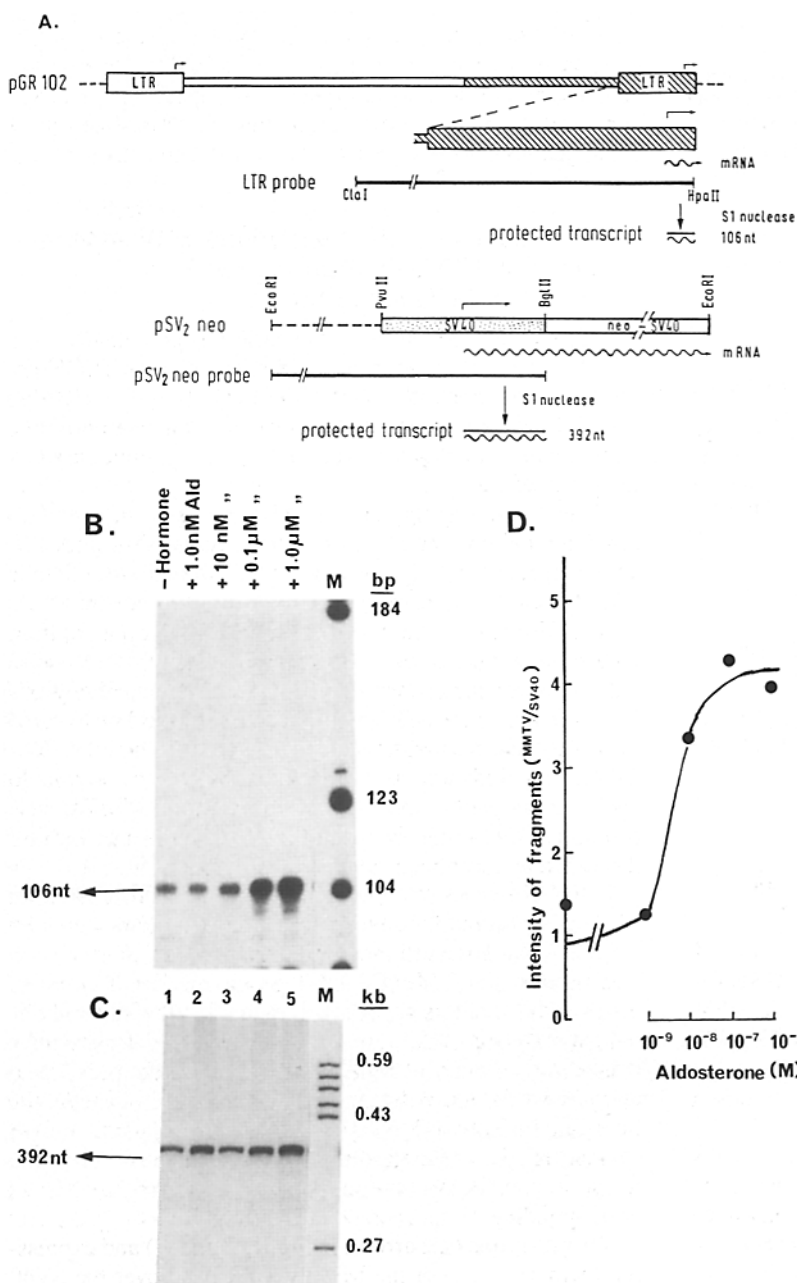 A.
pGR 102
LTR
LTR
mRNA
LTR probe
ClaI
HpaII
S1 nuclease
protected transcript
106nt
EcoRI
PvuII
BglII
EcoRI
pSV₂ neo
SV40
neo - SV40
mRNA
pSV₂neo probe
S1 nuclease
protected transcript
392nt
B.
- Hormone
+ 1.0nM Ald
+ 10 nM „
+ 0.1µM „
+ 1.0µM „
M
bp
184
123
106nt
104
C.
1 2 3 4 5 M kb
0.59
0.43
392nt
0.27
D.
Intensity of fragments (MMTV/SV40)
5
4
3
2
1
0
10⁻⁹ 10⁻⁸ 10⁻⁷ 10⁻
Aldosterone (M)